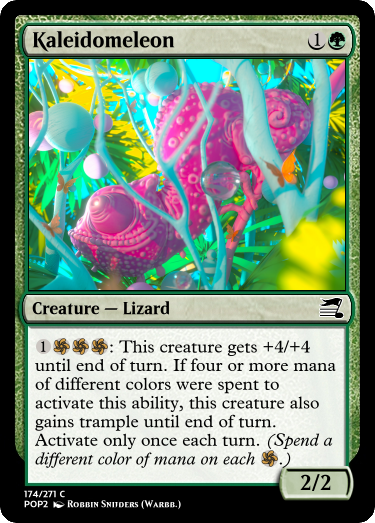 Kaleidomeleon 1
Creature — Lizard
1: This creature gets +4/+4
until end of turn. If four or more mana
of different colors were spent to
activate this ability, this creature also
gains trample until end of turn.
Activate only once each turn. (Spend a
different color of mana on each .)
2/2
174/271 C
POP2 Robbin Snijders (Warbb.)